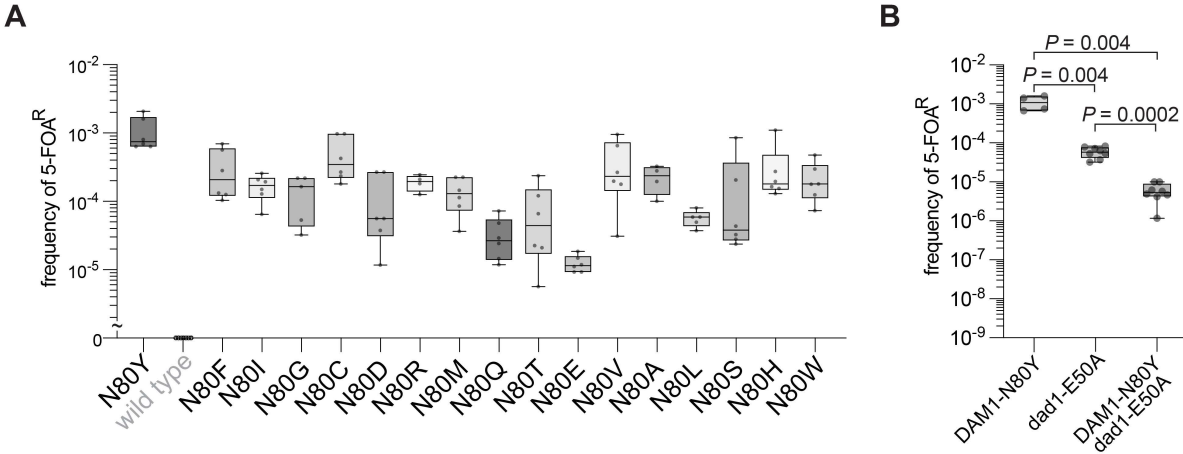 A
frequency of 5-FOAR
10-2
10-3
10-4
10-5
~
0
N80Y
wild type
N80F
N80I
N80G
N80C
N80D
N80R
N80M
N80Q
N80T
N80E
N80V
N80A
N80L
N80S
N80H
N80W
B
frequency of 5-FOAR
10-2
10-3
10-4
10-5
10-6
10-7
10-8
10-9
P = 0.004
P = 0.004
P = 0.0002
DAM1-N80Y
dad1-E50A
DAM1-N80Y
dad1-E50A